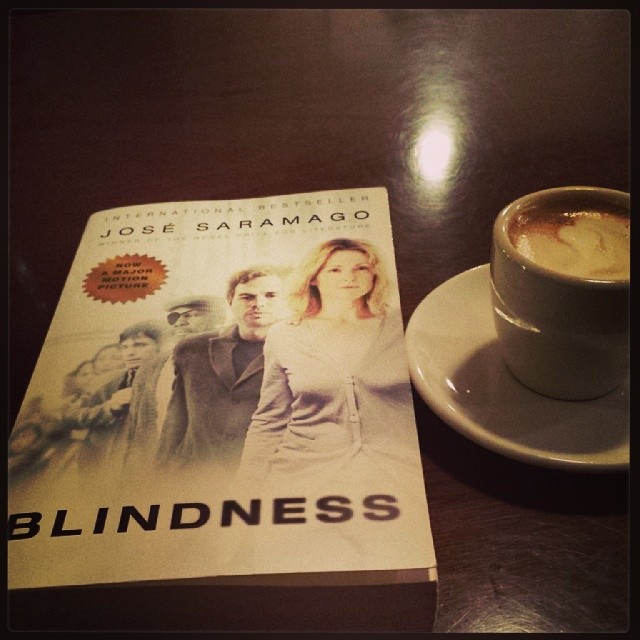 INTERNATIONAL BESTSELLER
JOSÉ SARAMAGO
WINNER OF THE NOBEL PRIZE FOR LITERATURE
NOW
A MAJOR
MOTION
PICTURE
BLINDNESS